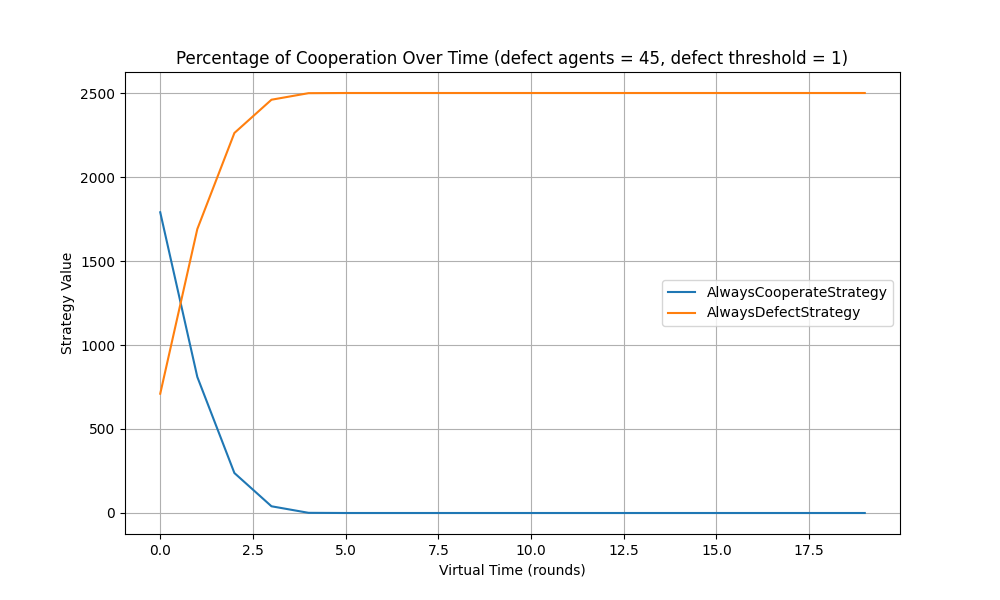 Percentage of Cooperation Over Time (defect agents = 45, defect threshold = 1)
2500
2000
1500
1000
500
0
Strategy Value
AlwaysCooperateStrategy
AlwaysDefectStrategy
0.0 2.5 5.0 7.5 10.0 12.5 15.0 17.5
Virtual Time (rounds)